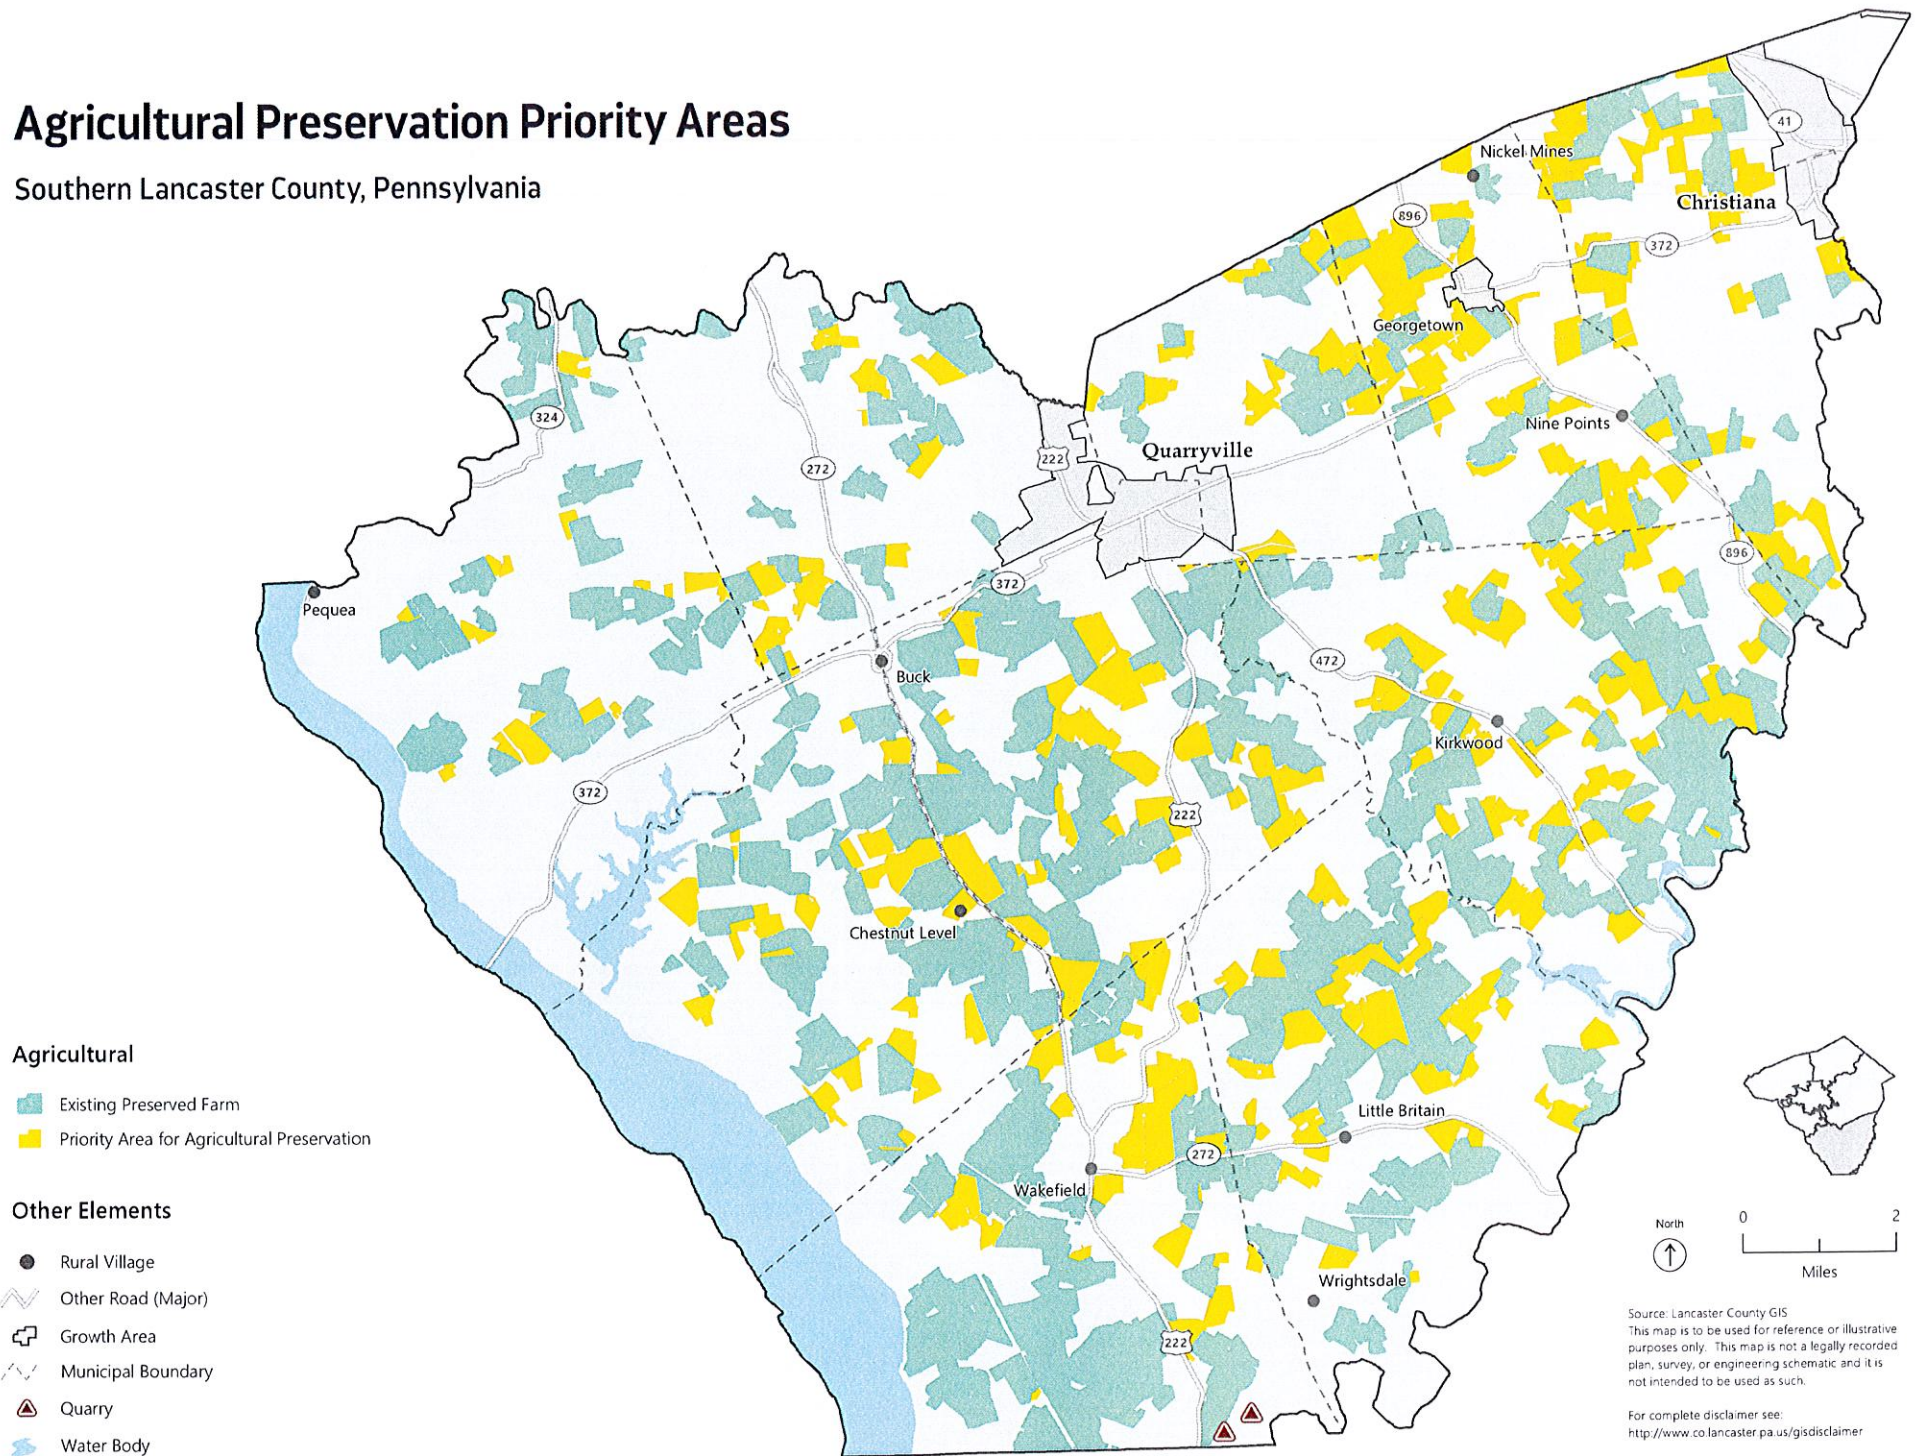 Agricultural Preservation Priority Areas
Southern Lancaster County, Pennsylvania
41
Nickel Mines
Christiana
896
372
Georgetown
324
Nine Points
272
222
Quarryville
896
372
Pequea
472
Buck
Kirkwood
372
222
Chestnut Level
Little Britain
272
Wakefield
Wrightsdale
222
Agricultural
Existing Preserved Farm
Priority Area for Agricultural Preservation
Other Elements
Rural Village
Other Road (Major)
Growth Area
Municipal Boundary
Quarry
Water Body
North
0
2
Miles
Source: Lancaster County GIS
This map is to be used for reference or illustrative
purposes only. This map is not a legally recorded
plan, survey, or engineering schematic and it is
not intended to be used as such.
For complete disclaimer see:
http://www.co.lancaster.pa.us/gisdisclaimer